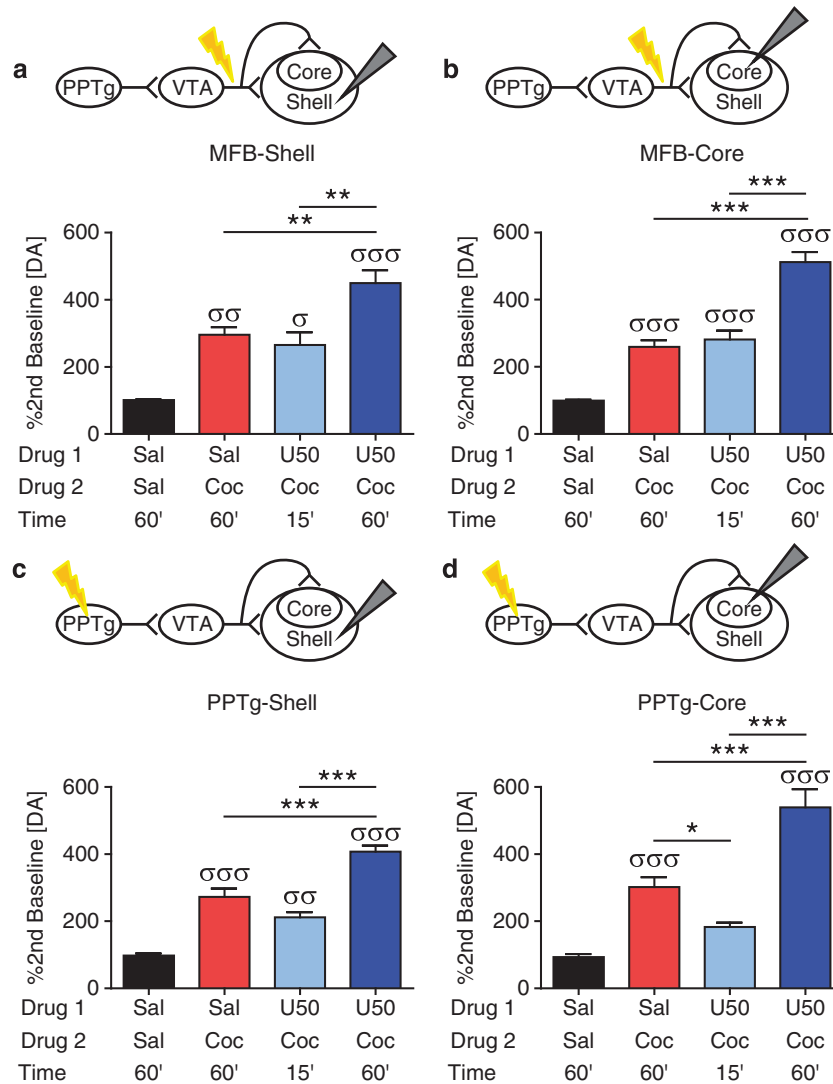 a
PPTg VTA Core Shell
MFB-Shell
**
**
σσ σ σσσ
%2nd Baseline [DA]
600
400
200
0
Drug 1 Sal Sal U50 U50
Drug 2 Sal Coc Coc Coc
Time 60' 60' 15' 60'
b
PPTg VTA Core Shell
MFB-Core
***
***
σσσ σσσ σσσ
%2nd Baseline [DA]
600
400
200
0
Drug 1 Sal Sal U50 U50
Drug 2 Sal Coc Coc Coc
Time 60' 60' 15' 60'
c
PPTg VTA Core Shell
PPTg-Shell
***
***
σσσ σσ σσσ
%2nd Baseline [DA]
600
400
200
0
Drug 1 Sal Sal U50 U50
Drug 2 Sal Coc Coc Coc
Time 60' 60' 15' 60'
d
PPTg VTA Core Shell
PPTg-Core
***
***
*
σσσ σσσ
%2nd Baseline [DA]
600
400
200
0
Drug 1 Sal Sal U50 U50
Drug 2 Sal Coc Coc Coc
Time 60' 60' 15' 60'